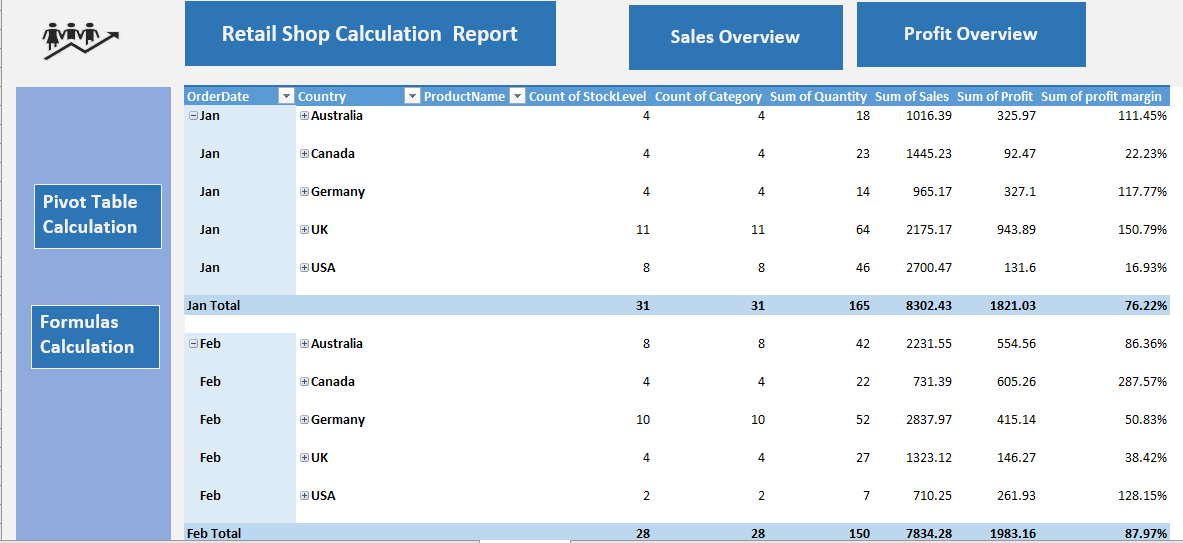 Retail Shop Calculation  Report
Sales Overview
Profit Overview
Pivot Table
Calculation
Formulas
Calculation
OrderDate Country ProductName Count of StockLevel Count of Category Sum of Quantity Sum of Sales Sum of Profit Sum of profit margin
Jan Australia 4 4 18 1016.39 325.97 111.45%
Jan Canada 4 4 23 1445.23 92.47 22.23%
Jan Germany 4 4 14 965.17 327.1 117.77%
Jan UK 11 11 64 2175.17 943.89 150.79%
Jan USA 8 8 46 2700.47 131.6 16.93%
Jan Total 31 31 165 8302.43 1821.03 76.22%
Feb Australia 8 8 42 2231.55 554.56 86.36%
Feb Canada 4 4 22 731.39 605.26 287.57%
Feb Germany 10 10 52 2837.97 415.14 50.83%
Feb UK 4 4 27 1323.12 146.27 38.42%
Feb USA 2 2 7 710.25 261.93 128.15%
Feb Total 28 28 150 7834.28 1983.16 87.97%